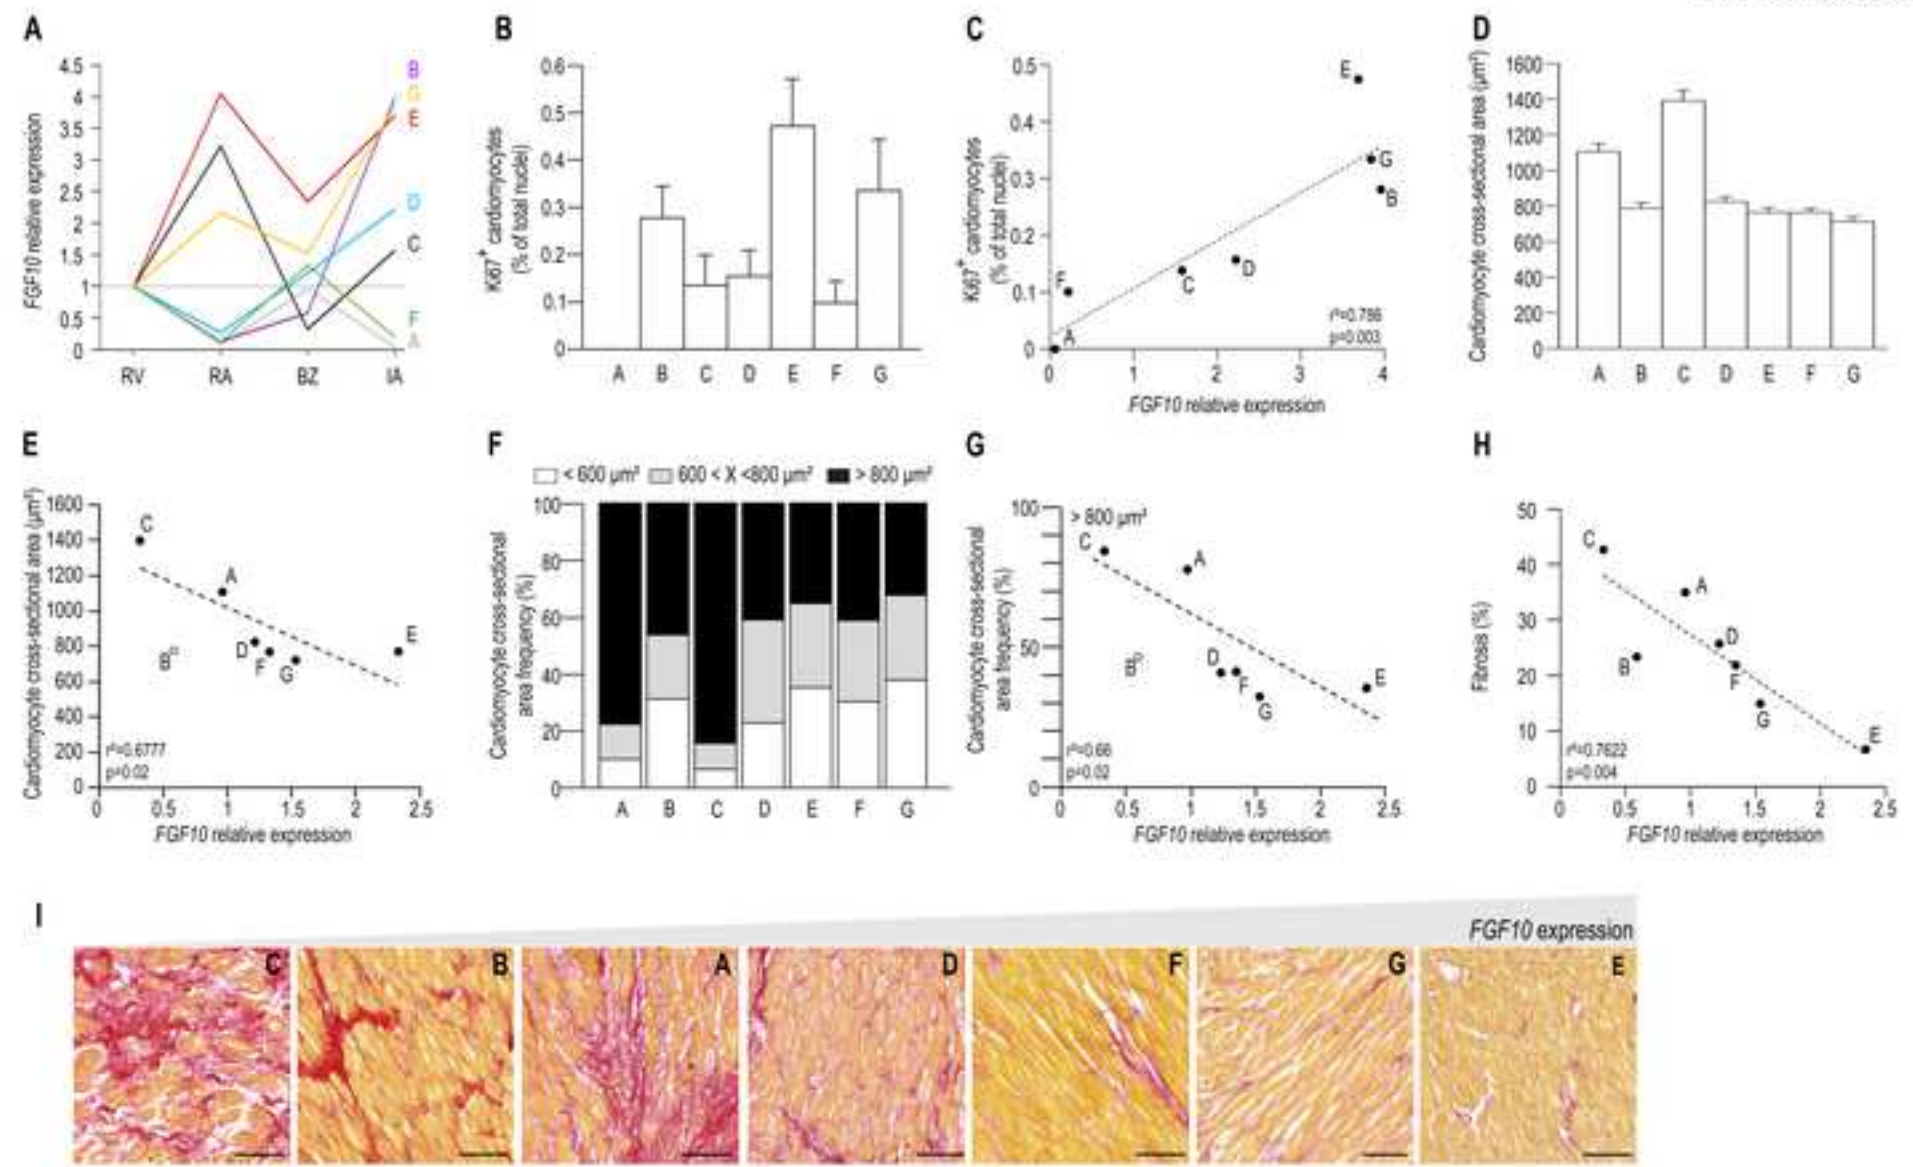 A
FGF10 relative expression
4.5
4
3.5
3
2.5
2
1.5
1
0.5
0
RV
RA
BZ
IA
B
G
E
D
C
F
A
B
Ki67+ cardiomyocytes
(% of total nuclei)
0.6
0.5
0.4
0.3
0.2
0.1
0
A
B
C
D
E
F
G
C
Ki67+ cardiomyocytes
(% of total nuclei)
0.5
0.4
0.3
0.2
0.1
0
E
G
B
D
C
F
A
r²=0.786
p=0.003
0
1
2
3
4
FGF10 relative expression
D
Cardiomyocyte cross-sectional area (µm²)
1600
1400
1200
1000
800
600
400
200
0
A
B
C
D
E
F
G
E
Cardiomyocyte cross-sectional area (µm²)
1600
1400
1200
1000
800
600
400
200
0
C
A
B
D
F
G
E
r²=0.6777
p=0.02
0
0.5
1
1.5
2
2.5
FGF10 relative expression
F
< 600 µm²
600 < X <800 µm²
> 800 µm²
Cardiomyocyte cross-sectional
area frequency (%)
100
80
60
40
20
0
A
B
C
D
E
F
G
G
> 800 µm²
Cardiomyocyte cross-sectional
area frequency (%)
100
50
0
C
A
B
D
F
G
E
r²=0.66
p=0.02
0
0.5
1
1.5
2
2.5
FGF10 relative expression
H
Fibrosis (%)
50
40
30
20
10
0
C
A
B
D
F
G
E
r²=0.7622
p=0.004
0
0.5
1
1.5
2
2.5
FGF10 relative expression
I
FGF10 expression
C
B
A
D
F
G
E